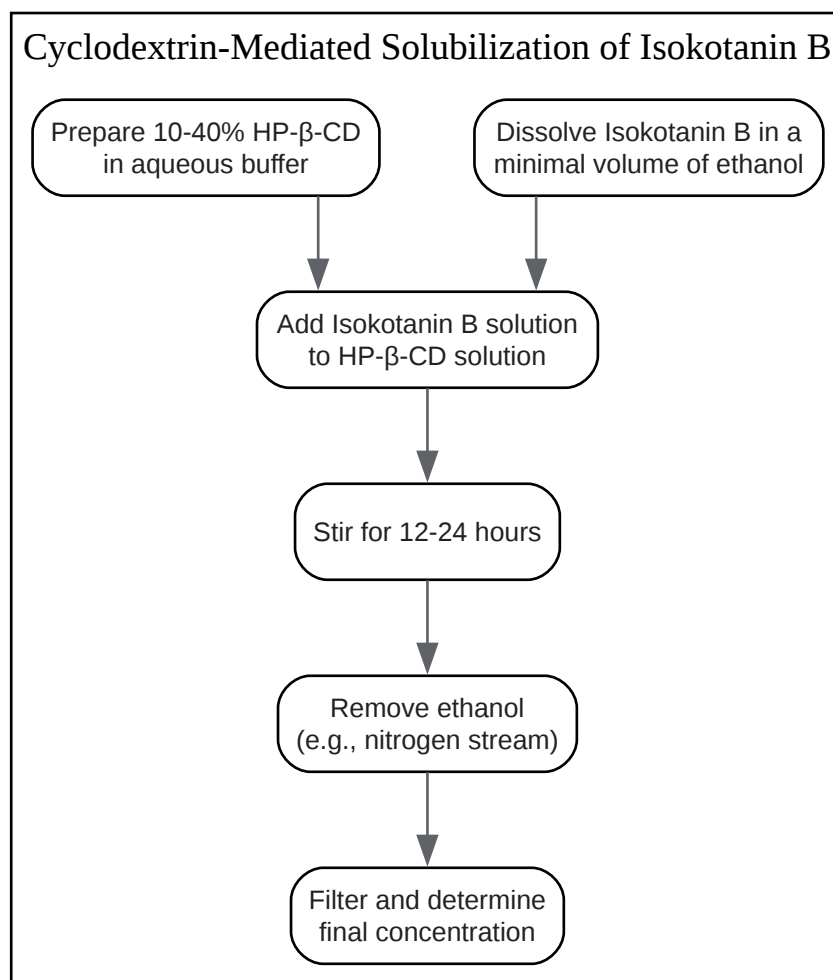 Cyclodextrin-Mediated Solubilization of Isokotanin B
Prepare 10-40% HP-β-CD
in aqueous buffer
Dissolve Isokotanin B in a
minimal volume of ethanol
Add Isokotanin B solution
to HP-β-CD solution
Stir for 12-24 hours
Remove ethanol
(e.g., nitrogen stream)
Filter and determine
final concentration